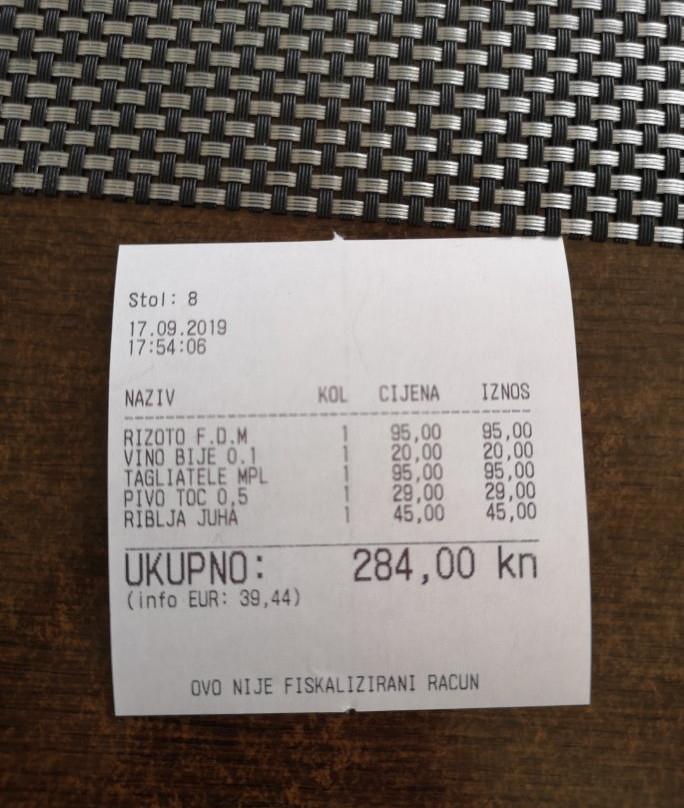 Stol: 8
17.09.2019
17:54:06
NAZIV KOL CIJENA IZNOS
RIZOTO F.D.M 1 95,00 95,00
VINO BIJE 0.1 1 20,00 20,00
TAGLIATELE MPL 1 95,00 95,00
PIVO TOC 0,5 1 29,00 29,00
RIBLJA JUHA 1 45,00 45,00
UKUPNO: 284,00 kn
(info EUR: 39,44)
OVO NIJE FISKALIZIRANI RACUN